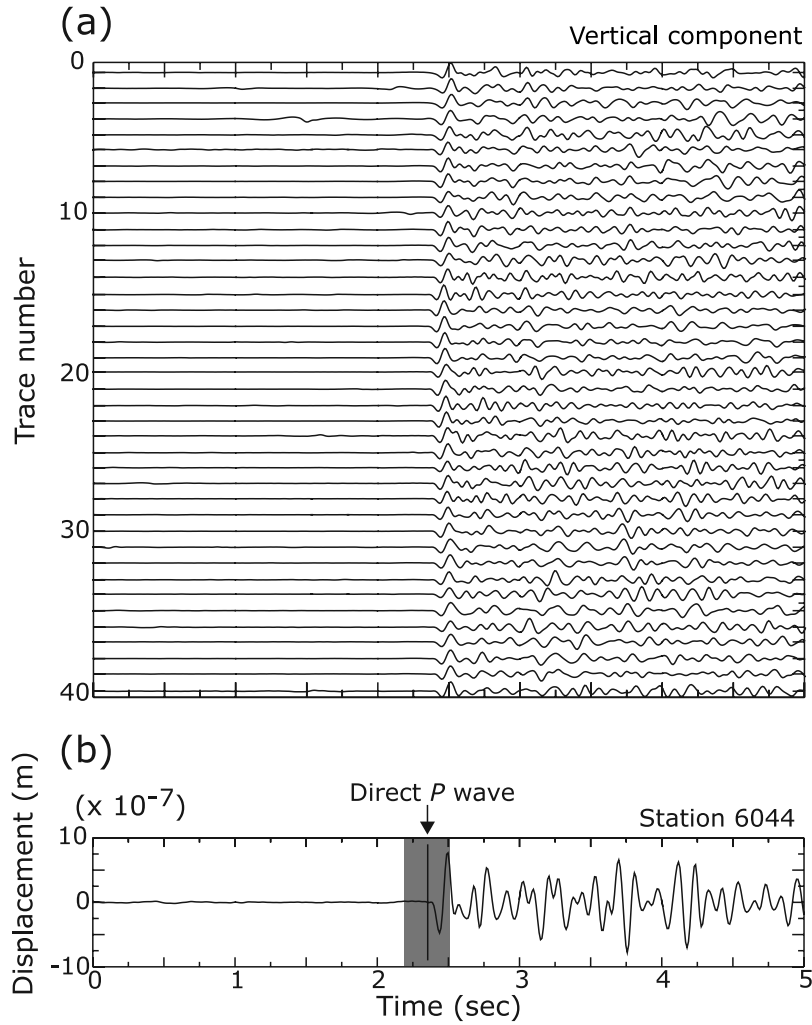 (a)
Vertical component
0
10
20
30
40
Trace number
(b)
Displacement (m)
(x 10-7)
Direct P wave
Station 6044
10
0
-10
0 1 2 3 4 5
Time (sec)